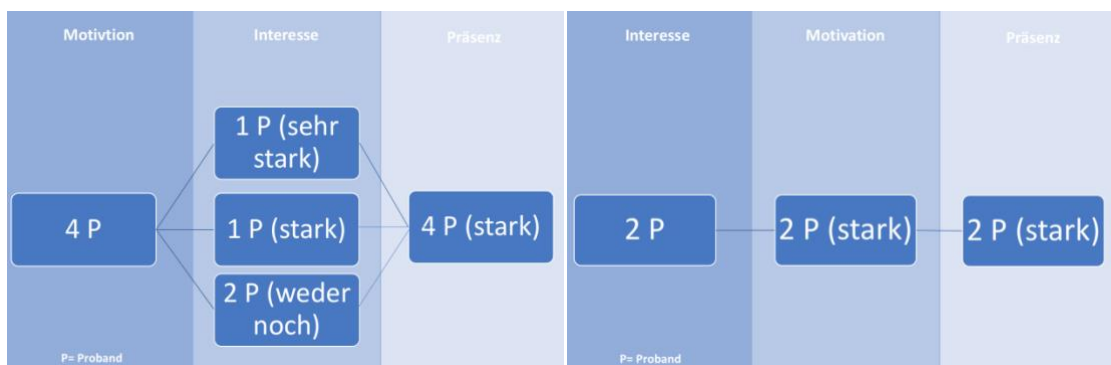 Motivtion
Interesse
Präsenz
4 P
1 P (sehr
stark)
1 P (stark)
2 P (weder
noch)
4 P (stark)
P= Proband
Interesse
Motivation
Präsenz
2 P
2 P (stark)
2 P (stark)
P= Proband